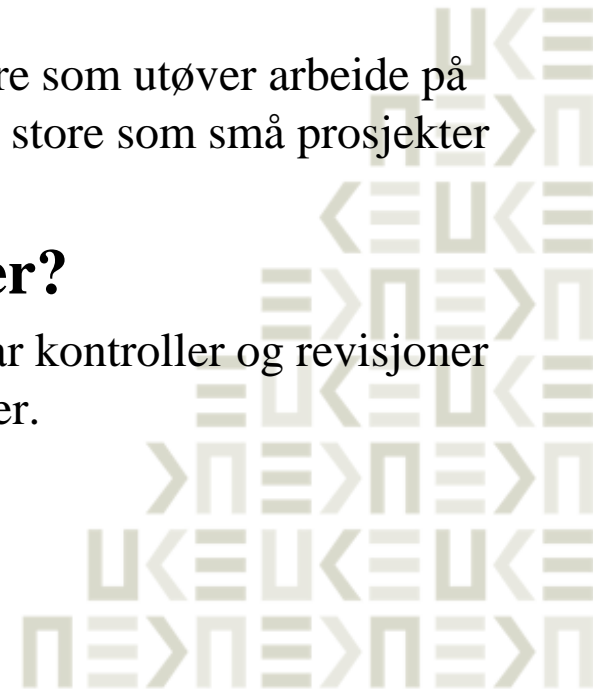 re som utøver arbeide på
store som små prosjekter
er?
ar kontroller og revisjoner
er.